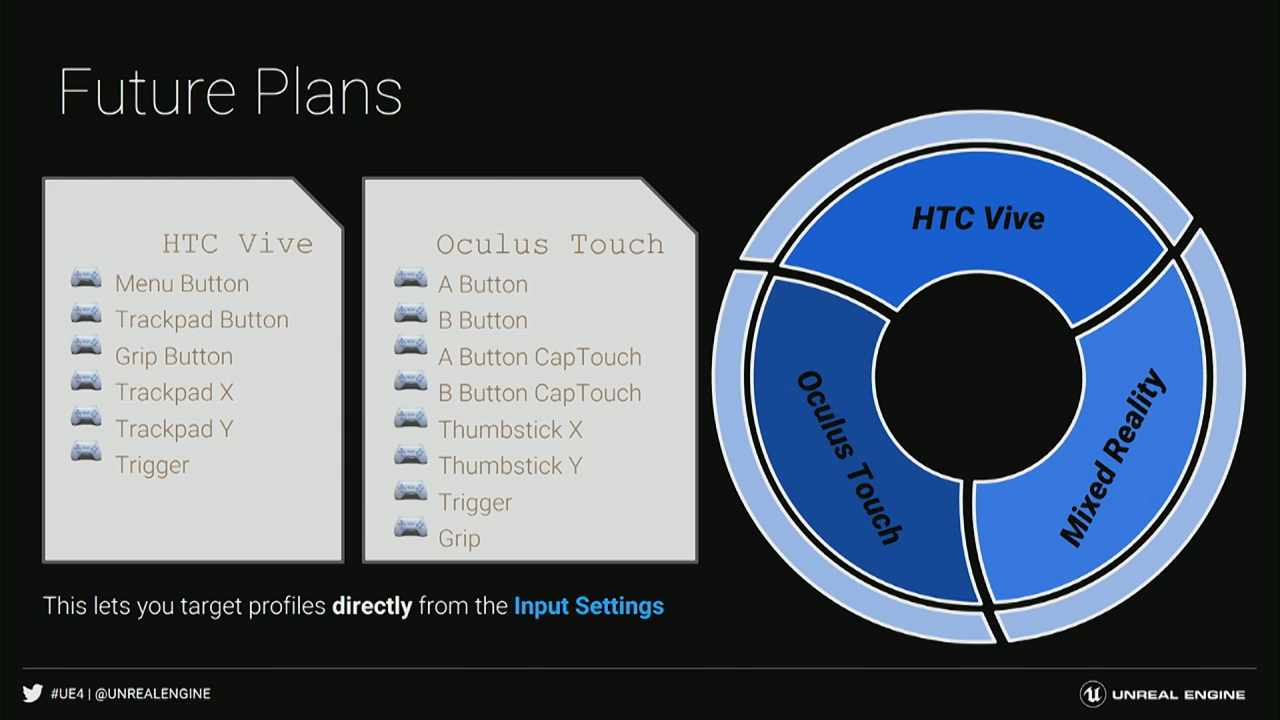 Future Plans
HTC Vive
Menu Button
Trackpad Button
Grip Button
Trackpad X
Trackpad Y
Trigger
Oculus Touch
A Button
B Button
A Button CapTouch
B Button CapTouch
Thumbstick X
Thumbstick Y
Trigger
Grip
HTC Vive
Oculus Touch
Mixed Reality
This lets you target profiles directly from the Input Settings
#UE4 | @UNREALENGINE
UNREAL ENGINE